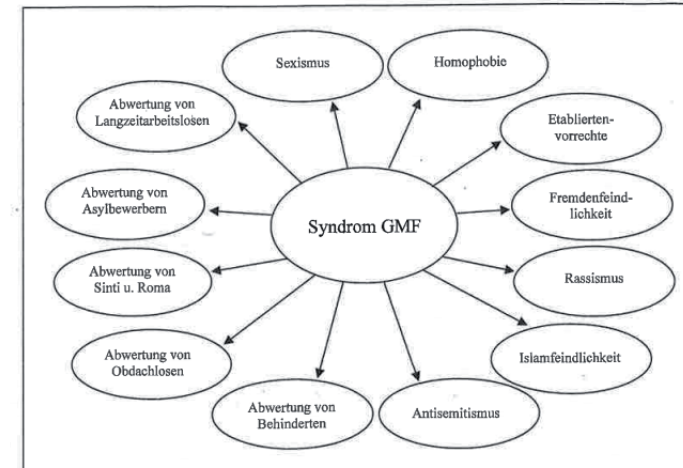 Sexismus
Homophobie
Abwertung von
Langzeitarbeitslosen
Etablierten-
vorrechte
Abwertung von
Asylbewerbern
Fremdenfeind-
lichkeit
Syndrom GMF
Abwertung von
Sinti u. Roma
Rassismus
Abwertung von
Obdachlosen
Islamfeindlichkeit
Abwertung von
Behinderten
Antisemitismus